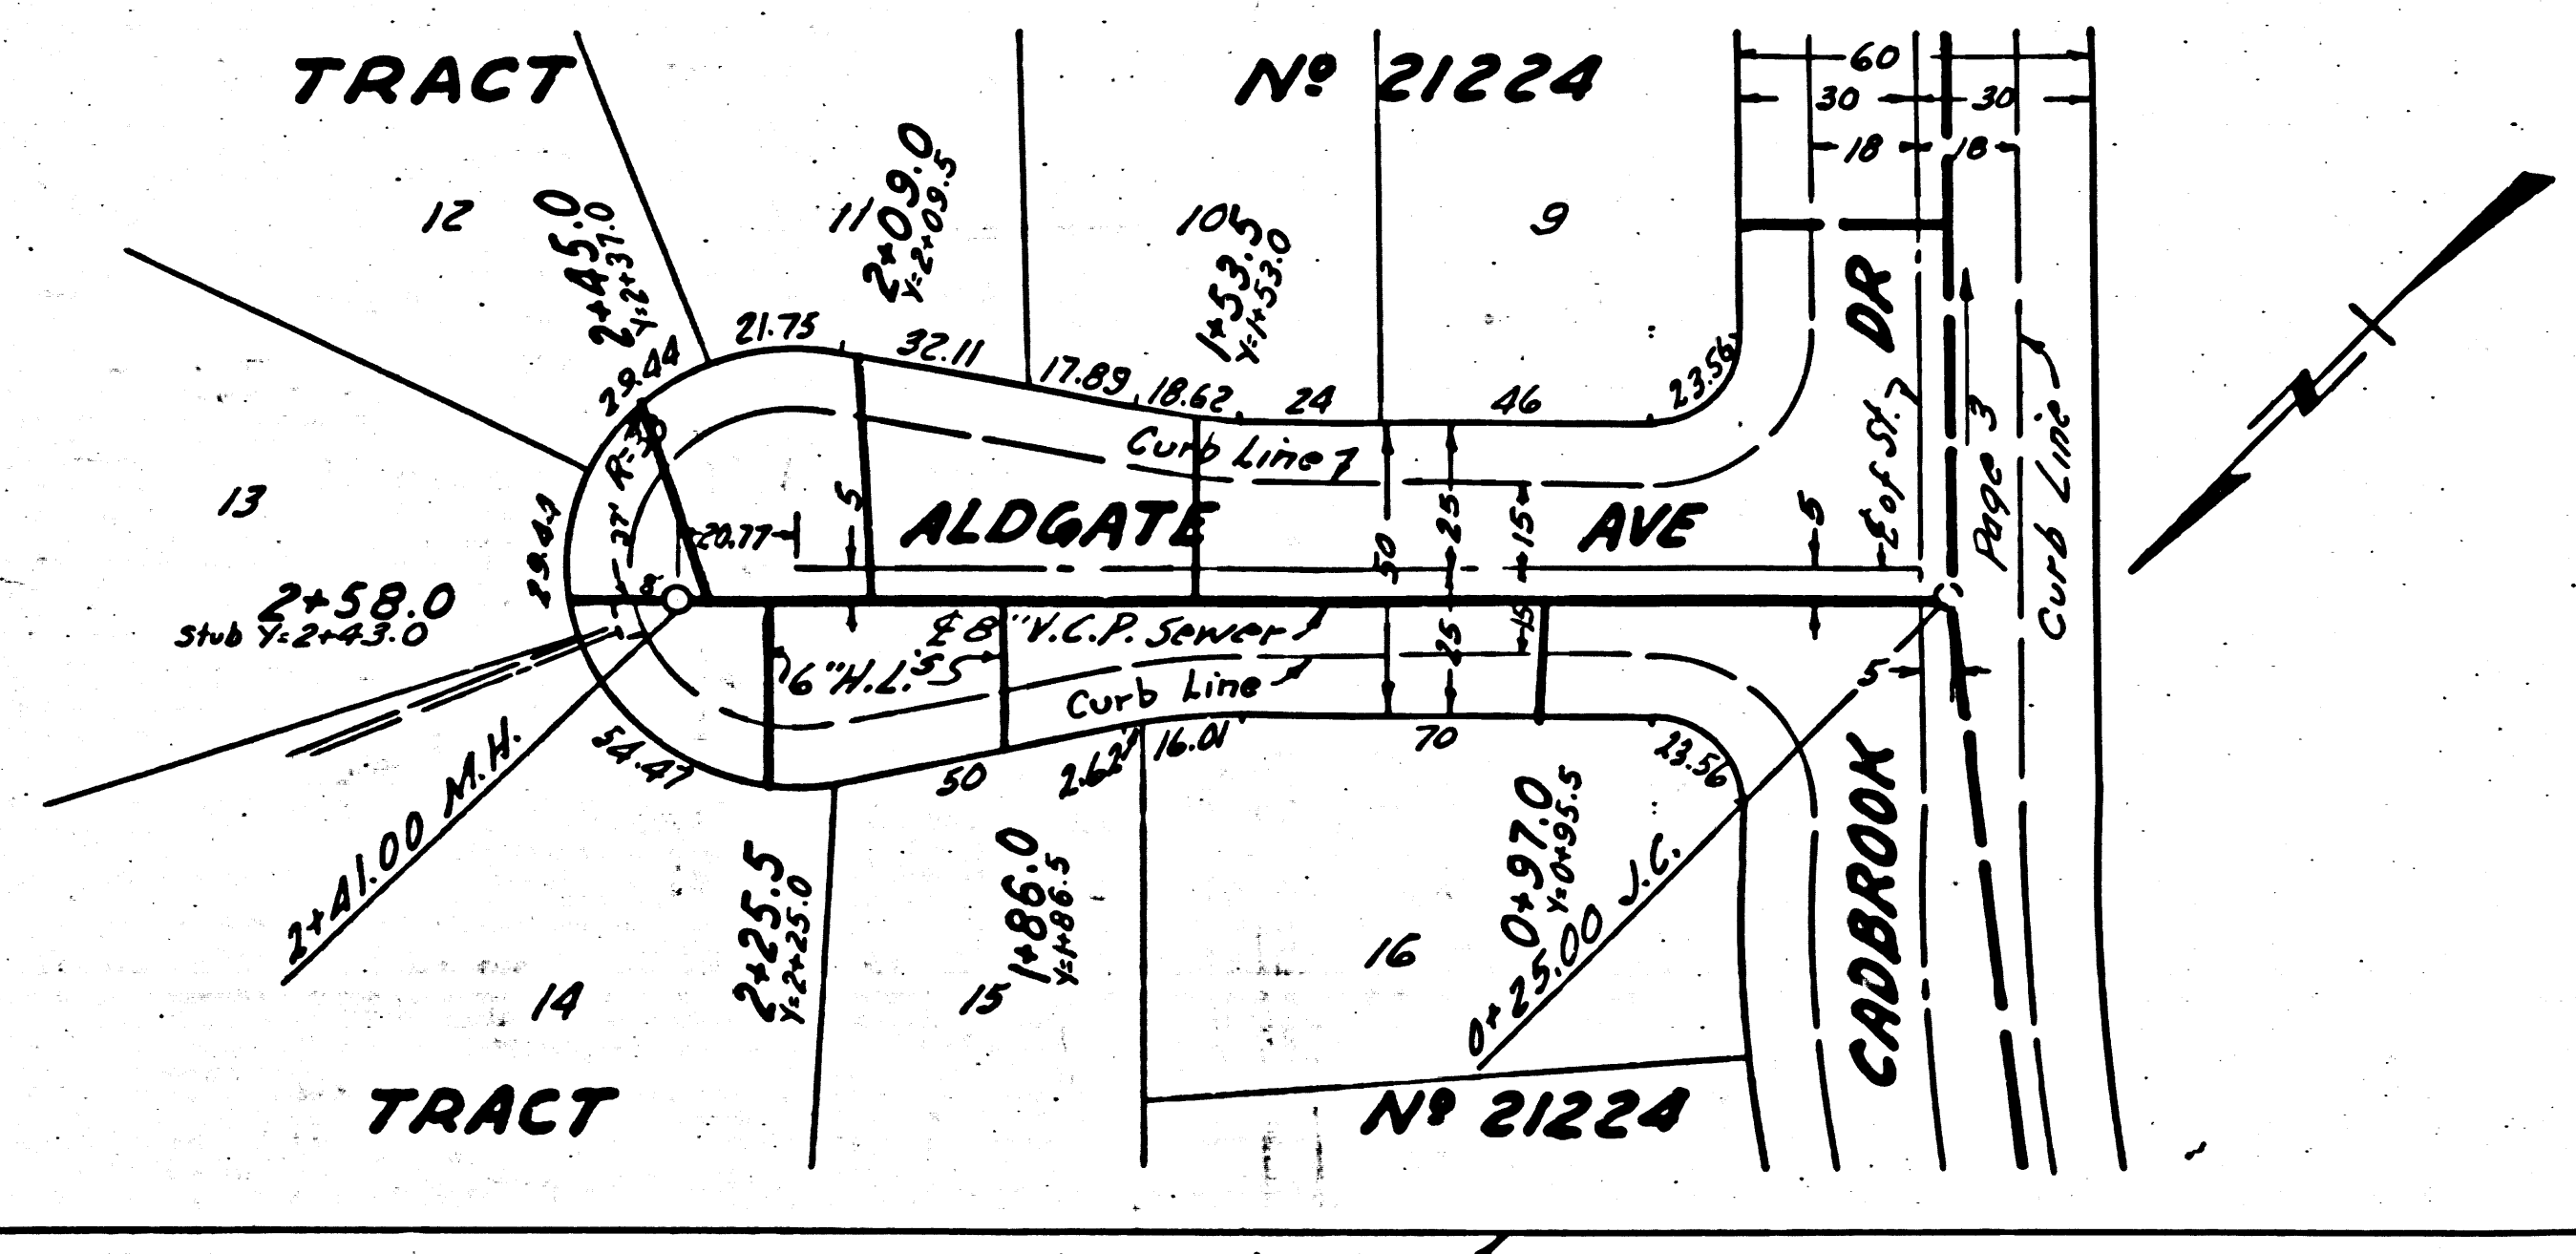 TRACT
Nº 21224
60
30
30
18
18
12
11
10
9
2+45.0
Y=2+37.0
2+09.0
Y=2+09.5
1+53.5
Y=1+53.0
29.44
21.75
32.11
17.89
18.62
24
46
23.56
DR
Curb Line
℄ of St.
Page 3
Curb Line
R=38
37'
20.77
5
ALDGATE
AVE
50
25
15
5
13
29.44
8'
2+58.0
Stub Y=2+43.0
℄ 8" V.C.P. Sewer
6" H.L.'s
Curb Line
25
15
5
54.47
50
2.62
16.01
70
23.56
2+41.00 M.H.
2+25.5
Y=2+25.0
1+86.0
Y=1+86.5
0+97.0
Y=0+95.5
0+25.00 J.C.
CADBROOK
14
15
16
TRACT
Nº 21224
N